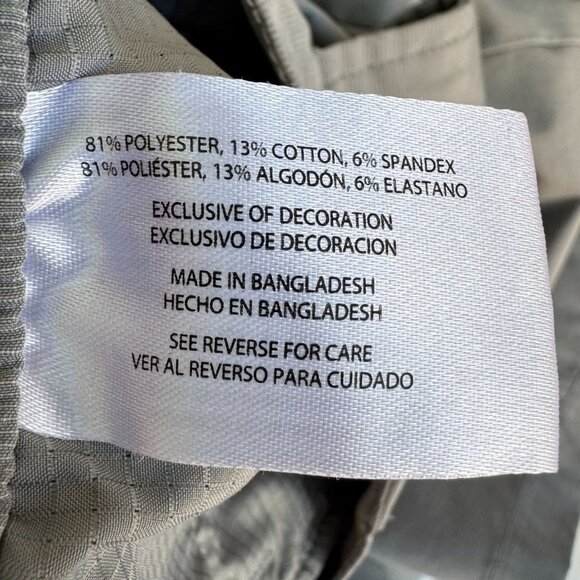 81% POLYESTER, 13% COTTON, 6% SPANDEX
81% POLIÉSTER, 13% ALGODÓN, 6% ELASTANO
EXCLUSIVE OF DECORATION
EXCLUSIVO DE DECORACION
MADE IN BANGLADESH
HECHO EN BANGLADESH
SEE REVERSE FOR CARE
VER AL REVERSO PARA CUIDADO